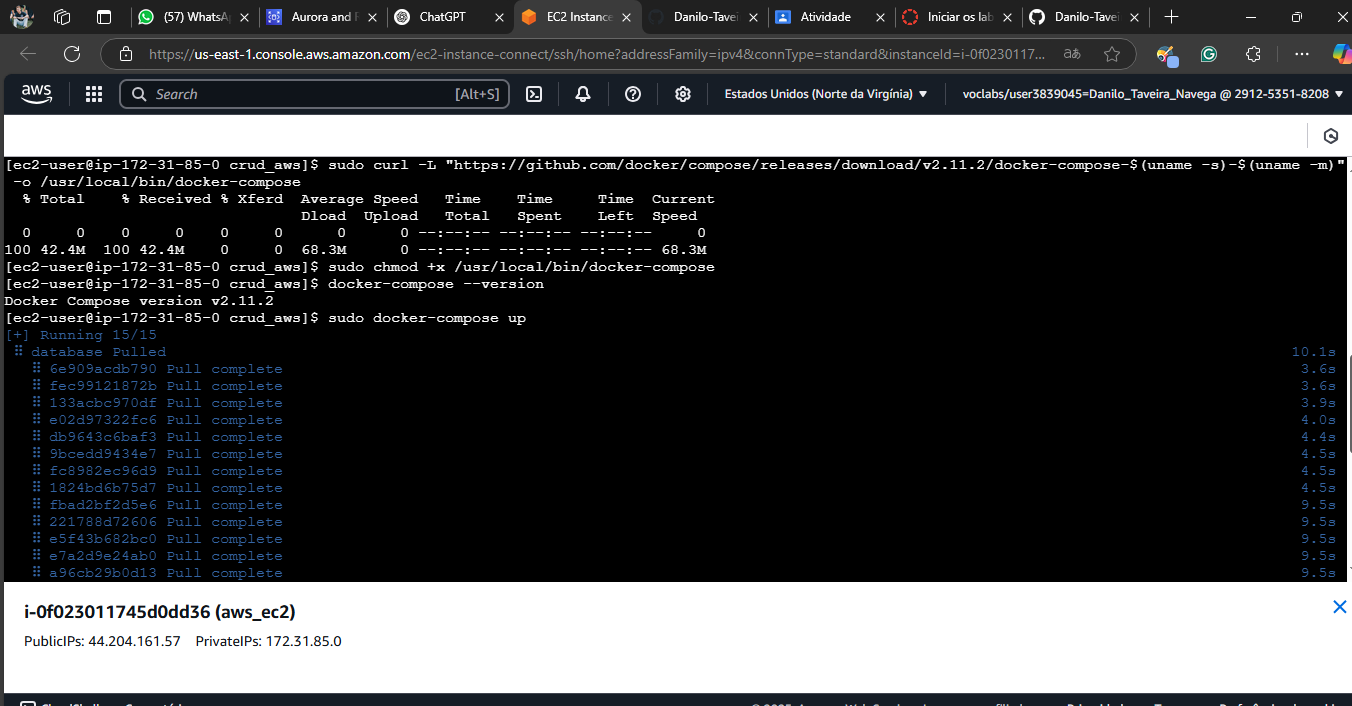 (57) WhatsA
Aurora and R
ChatGPT
EC2 Instance
Danilo-Tavei
Atividade
Iniciar os lab
Danilo-Tavei
https://us-east-1.console.aws.amazon.com/ec2-instance-connect/ssh/home?addressFamily=ipv4&connType=standard&instanceId=i-0f0230117...
aws
Search
[Alt+S]
Estados Unidos (Norte da Virgínia) ▼
voclabs/user3839045=Danilo_Taveira_Navega @ 2912-5351-8208 ▼
[ec2-user@ip-172-31-85-0 crud_aws]$ sudo curl -L "https://github.com/docker/compose/releases/download/v2.11.2/docker-compose-$(uname -s)-$(uname -m)"
-o /usr/local/bin/docker-compose
% Total % Received % Xferd Average Speed Time Time Time Current
Dload Upload Total Spent Left Speed
0 0 0 0 0 0 0 0 --:--:-- --:--:-- --:--:-- 0
100 42.4M 100 42.4M 0 0 68.3M 0 --:--:-- --:--:-- --:--:-- 68.3M
[ec2-user@ip-172-31-85-0 crud_aws]$ sudo chmod +x /usr/local/bin/docker-compose
[ec2-user@ip-172-31-85-0 crud_aws]$ docker-compose --version
Docker Compose version v2.11.2
[ec2-user@ip-172-31-85-0 crud_aws]$ sudo docker-compose up
[+] Running 15/15
⠿ database Pulled 10.1s
⠿ 6e909acdb790 Pull complete 3.6s
⠿ fec99121872b Pull complete 3.6s
⠿ 133acbc970df Pull complete 3.9s
⠿ e02d97322fc6 Pull complete 4.0s
⠿ db9643c6baf3 Pull complete 4.4s
⠿ 9bcedd9434e7 Pull complete 4.5s
⠿ fc8982ec96d9 Pull complete 4.5s
⠿ 1824bd6b75d7 Pull complete 4.5s
⠿ fbad2bf2d5e6 Pull complete 9.5s
⠿ 221788d72606 Pull complete 9.5s
⠿ e5f43b682bc0 Pull complete 9.5s
⠿ e7a2d9e24ab0 Pull complete 9.5s
⠿ a96cb29b0d13 Pull complete 9.5s
i-0f023011745d0dd36 (aws_ec2)
PublicIPs: 44.204.161.57 PrivateIPs: 172.31.85.0